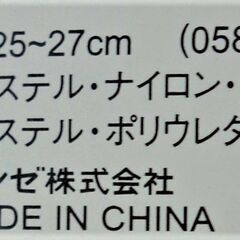 25~27cm (058
ステル・ナイロン・
ステル・ポリウレタ
ンゼ株式会社
DE IN CHINA